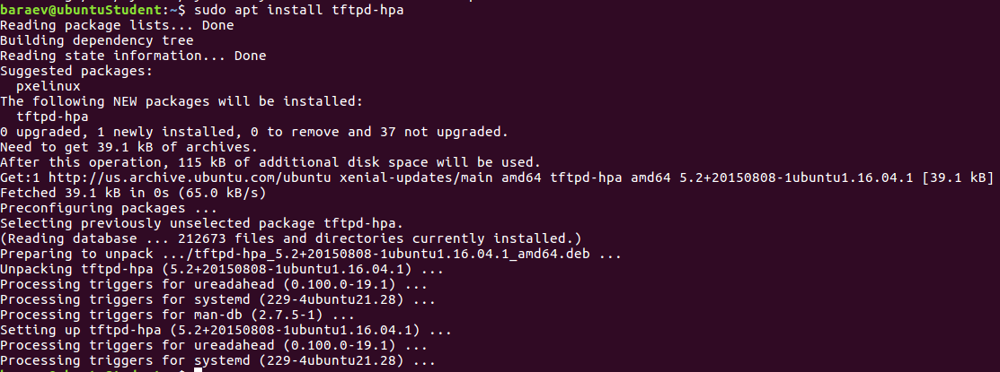 baraev@ubuntuStudent:~$ sudo apt install tftpd-hpa
Reading package lists... Done
Building dependency tree
Reading state information... Done
Suggested packages:
  pxelinux
The following NEW packages will be installed:
  tftpd-hpa
0 upgraded, 1 newly installed, 0 to remove and 37 not upgraded.
Need to get 39.1 kB of archives.
After this operation, 115 kB of additional disk space will be used.
Get:1 http://us.archive.ubuntu.com/ubuntu xenial-updates/main amd64 tftpd-hpa amd64 5.2+20150808-1ubuntu1.16.04.1 [39.1 kB]
Fetched 39.1 kB in 0s (65.0 kB/s)
Preconfiguring packages ...
Selecting previously unselected package tftpd-hpa.
(Reading database ... 212673 files and directories currently installed.)
Preparing to unpack .../tftpd-hpa_5.2+20150808-1ubuntu1.16.04.1_amd64.deb ...
Unpacking tftpd-hpa (5.2+20150808-1ubuntu1.16.04.1) ...
Processing triggers for ureadahead (0.100.0-19.1) ...
Processing triggers for systemd (229-4ubuntu21.28) ...
Processing triggers for man-db (2.7.5-1) ...
Setting up tftpd-hpa (5.2+20150808-1ubuntu1.16.04.1) ...
Processing triggers for ureadahead (0.100.0-19.1) ...
Processing triggers for systemd (229-4ubuntu21.28) ...
baraev@ubuntuStudent:~$